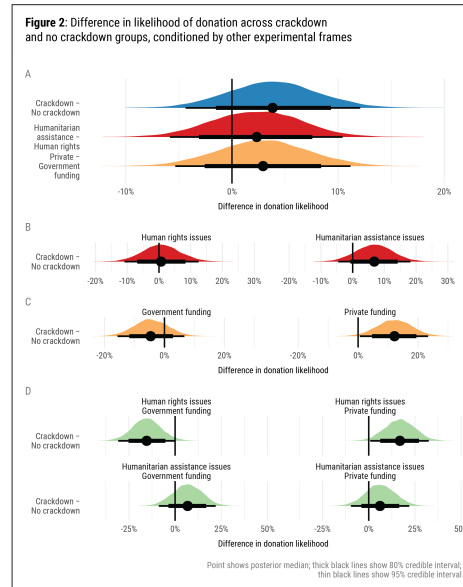 Figure 2: Difference in likelihood of donation across crackdown
and no crackdown groups, conditioned by other experimental frames
A
Crackdown –
No crackdown
Humanitarian
assistance –
Human rights
Private –
Government
funding
-10% 0% 10% 20%
Difference in donation likelihood
B
Human rights issues Humanitarian assistance issues
Crackdown –
No crackdown
-20% -10% 0% 10% 20% 30% -20% -10% 0% 10% 20% 30%
Difference in donation likelihood
C
Government funding Private funding
Crackdown –
No crackdown
-20% 0% 20% -20% 0% 20%
Difference in donation likelihood
D
Human rights issues Human rights issues
Government funding Private funding
Crackdown –
No crackdown
Humanitarian assistance issues Humanitarian assistance issues
Government funding Private funding
Crackdown –
No crackdown
-25% 0% 25% 50% -25% 0% 25% 50
Difference in donation likelihood
Point shows posterior median; thick black lines show 80% credible interval;
thin black lines show 95% credible interval